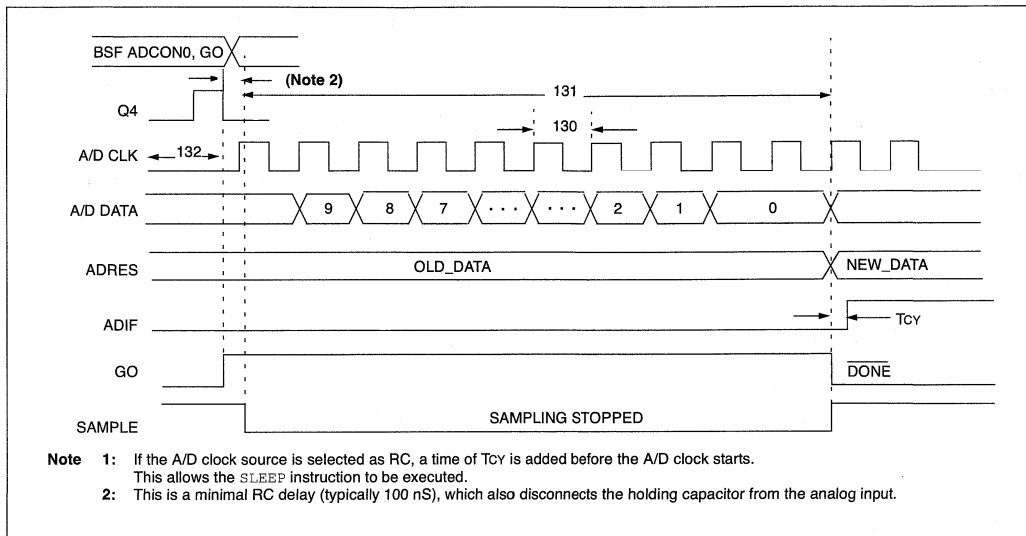 BSF ADCON0, GO
(Note 2)
131
Q4
130
A/D CLK
132
A/D DATA
9 8 7 · · · · · · 2 1 0
ADRES
OLD_DATA
NEW_DATA
ADIF
TCY
GO
DONE
SAMPLE
SAMPLING STOPPED
Note 1: If the A/D clock source is selected as RC, a time of TCY is added before the A/D clock starts.
This allows the SLEEP instruction to be executed.
2: This is a minimal RC delay (typically 100 nS), which also disconnects the holding capacitor from the analog input.